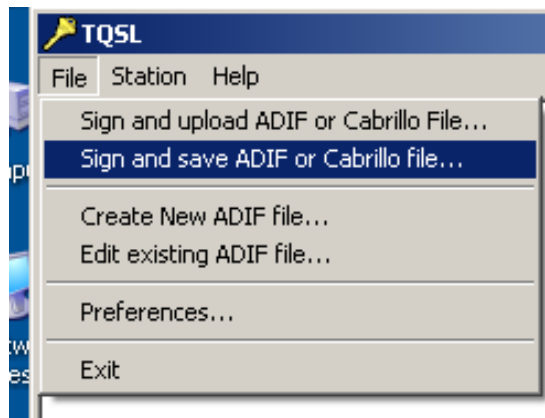 TQSL
File Station Help
Sign and upload ADIF or Cabrillo File...
Sign and save ADIF or Cabrillo file...
Create New ADIF file...
Edit existing ADIF file...
Preferences...
Exit